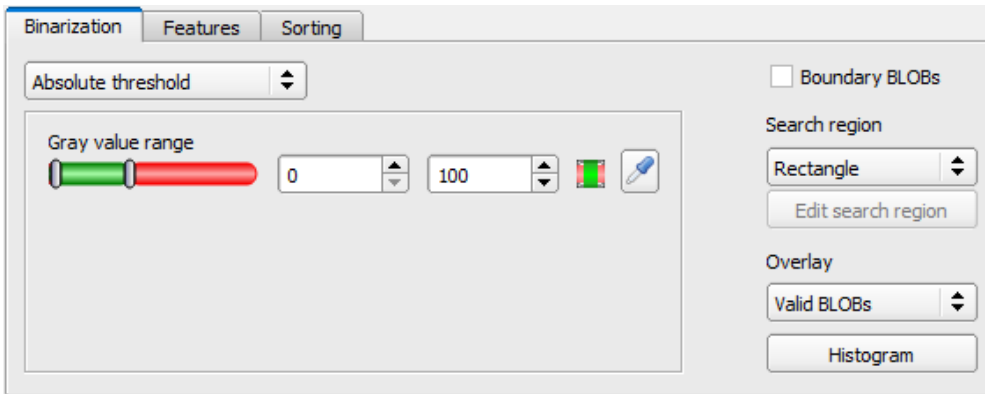 Binarization Features Sorting
Absolute threshold
Boundary BLOBs
Gray value range
0 100
Search region
Rectangle
Edit search region
Overlay
Valid BLOBs
Histogram